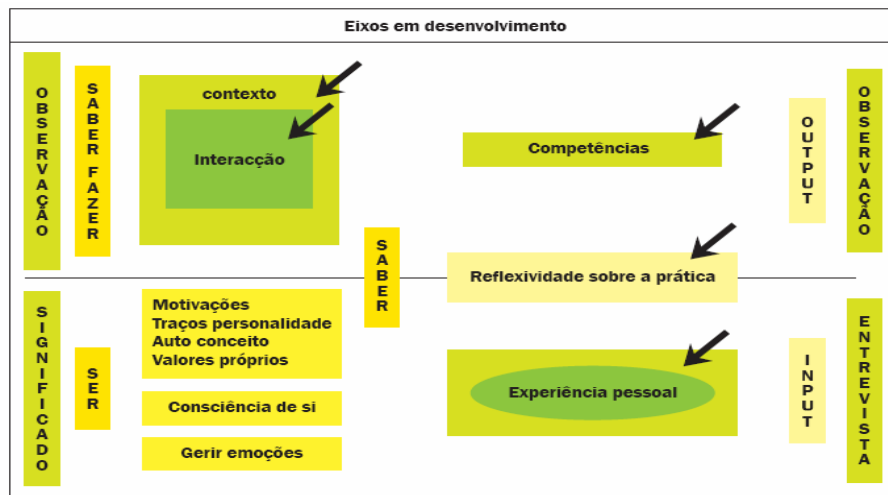 Eixos em desenvolvimento
OBSERVAÇÃO
SABER FAZER
contexto
Interacção
Competências
OUTPUT
OBSERVAÇÃO
SABER
Reflexividade sobre a prática
SIGNIFICADO
SER
Motivações
Traços personalidade
Auto conceito
Valores próprios
Consciência de si
Gerir emoções
Experiência pessoal
INPUT
ENTREVISTA